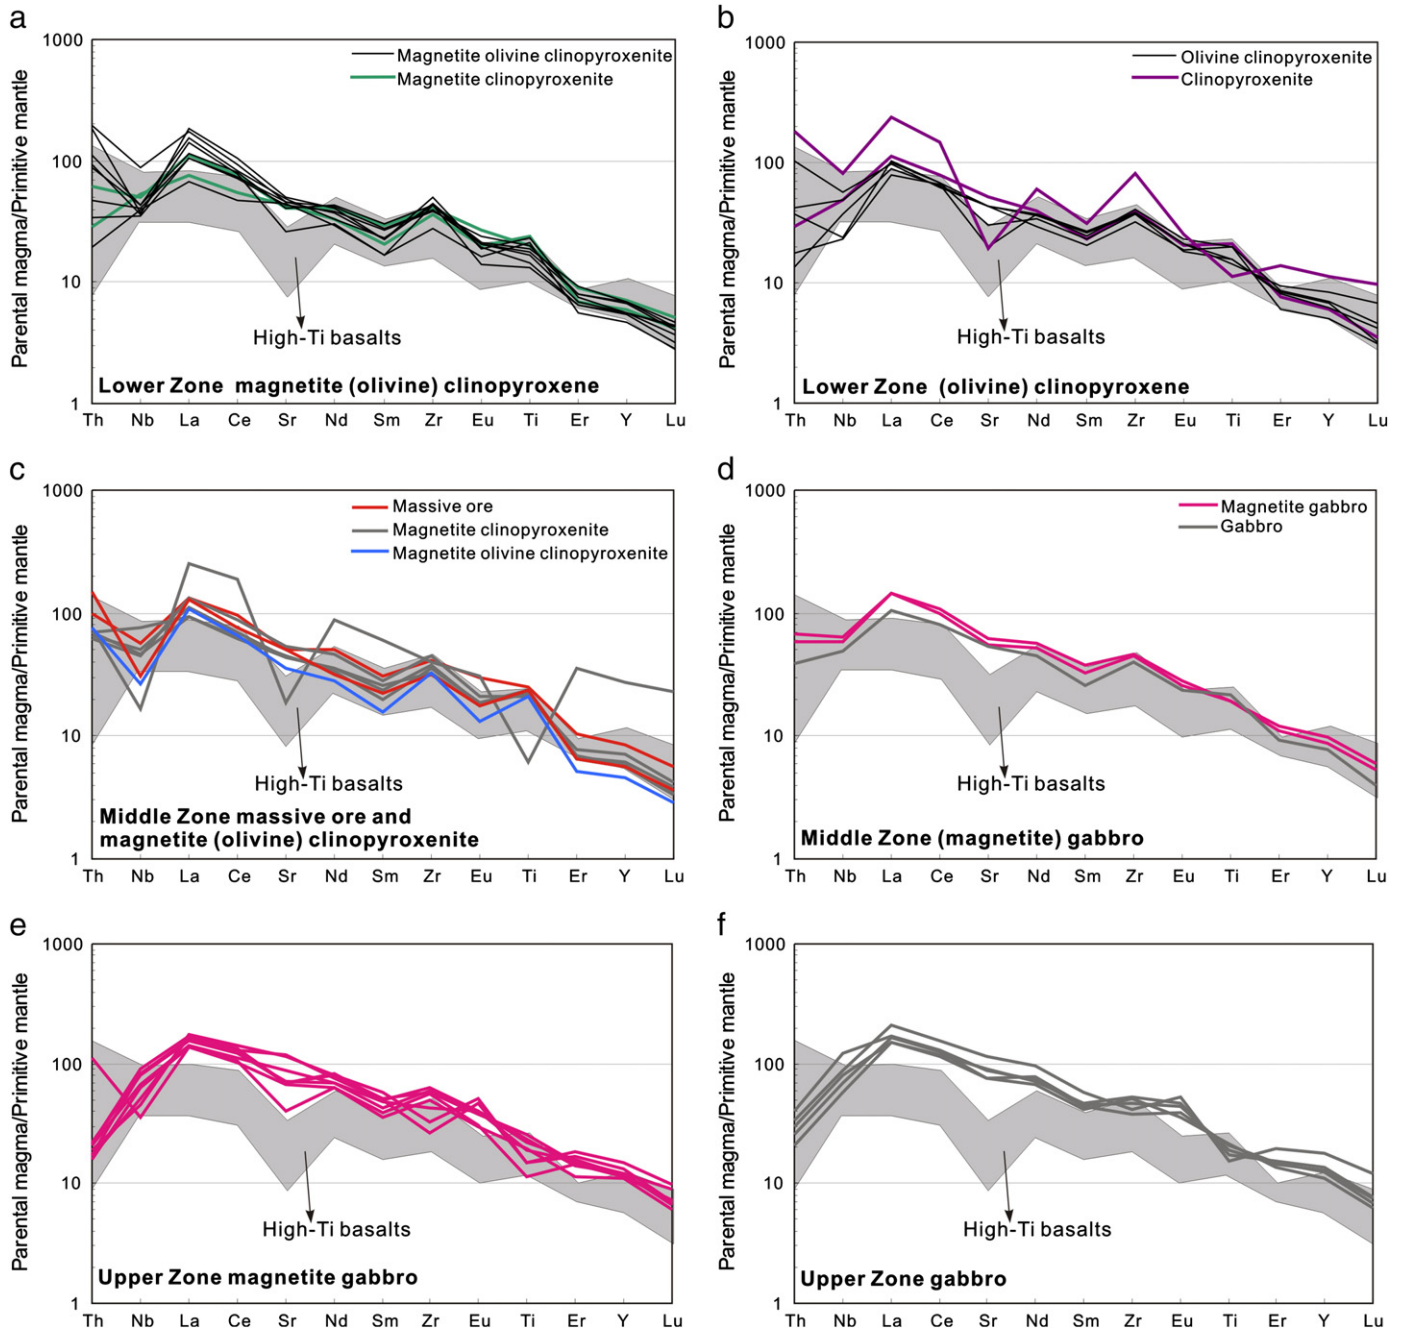 a
1000
100
10
1
Parental magma/Primitive mantle
Magnetite olivine clinopyroxenite
Magnetite clinopyroxenite
High-Ti basalts
Lower Zone magnetite (olivine) clinopyroxene
Th Nb La Ce Sr Nd Sm Zr Eu Ti Er Y Lu
b
1000
100
10
1
Parental magma/Primitive mantle
Olivine clinopyroxenite
Clinopyroxenite
High-Ti basalts
Lower Zone (olivine) clinopyroxene
Th Nb La Ce Sr Nd Sm Zr Eu Ti Er Y Lu
c
1000
100
10
1
Parental magma/Primitive mantle
Massive ore
Magnetite clinopyroxenite
Magnetite olivine clinopyroxenite
High-Ti basalts
Middle Zone massive ore and
magnetite (olivine) clinopyroxenite
Th Nb La Ce Sr Nd Sm Zr Eu Ti Er Y Lu
d
1000
100
10
1
Parental magma/Primitive mantle
Magnetite gabbro
Gabbro
High-Ti basalts
Middle Zone (magnetite) gabbro
Th Nb La Ce Sr Nd Sm Zr Eu Ti Er Y Lu
e
1000
100
10
1
Parental magma/Primitive mantle
High-Ti basalts
Upper Zone magnetite gabbro
Th Nb La Ce Sr Nd Sm Zr Eu Ti Er Y Lu
f
1000
100
10
1
Parental magma/Primitive mantle
High-Ti basalts
Upper Zone gabbro
Th Nb La Ce Sr Nd Sm Zr Eu Ti Er Y Lu